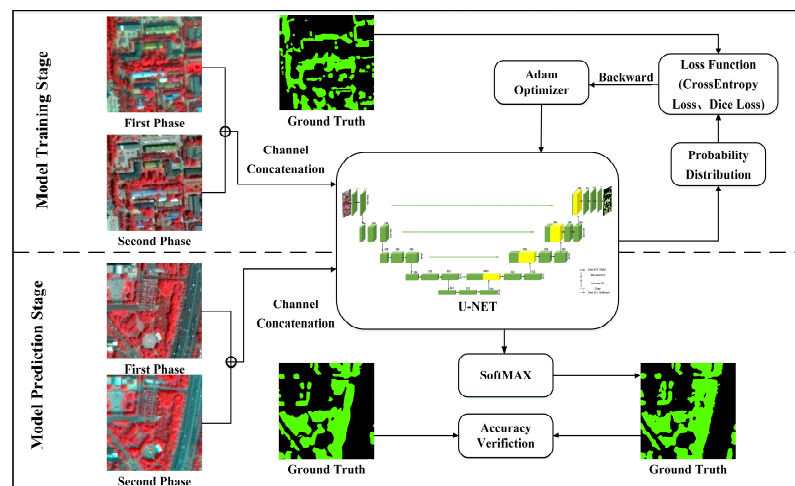 Model Training Stage
First Phase
Second Phase
Ground Truth
Channel
Concatenation
Adam
Optimizer
Backward
Loss Function
(CrossEntropy
Loss、Dice Loss)
Probability
Distribution
U-NET
Model Prediction Stage
First Phase
Second Phase
Channel
Concatenation
SoftMAX
Ground Truth
Accuracy
Verifiction
Ground Truth